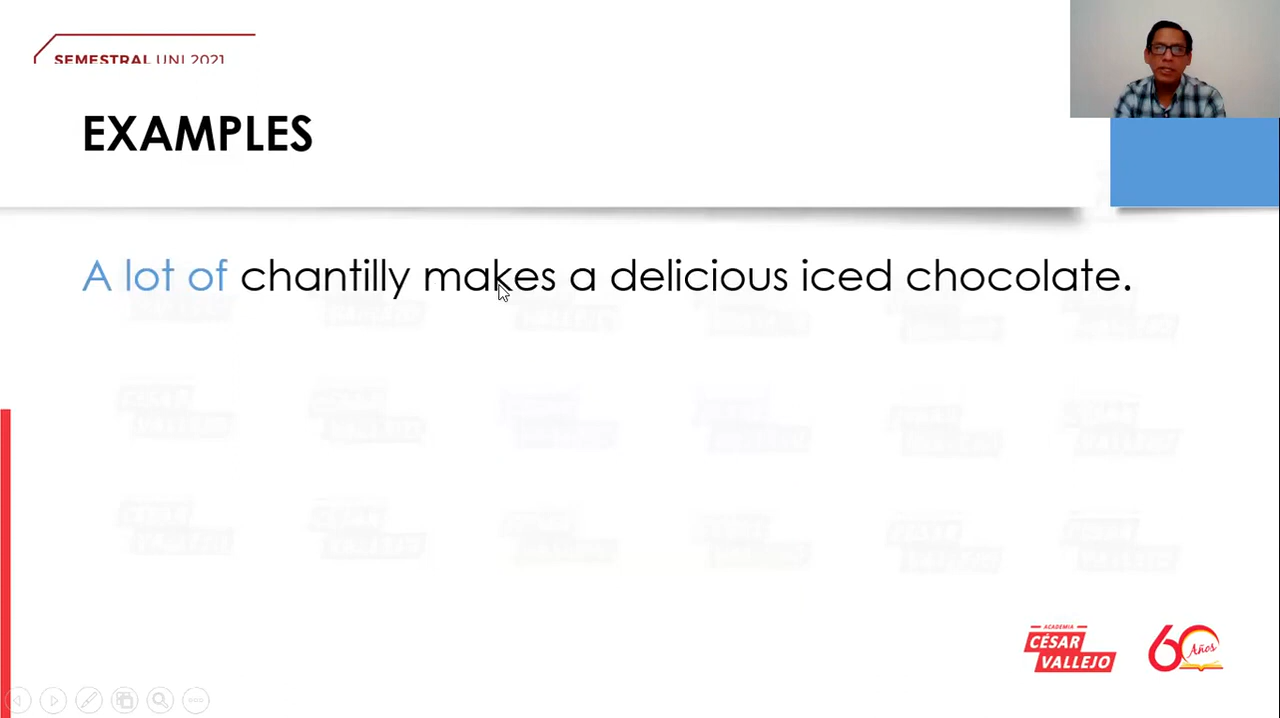 SEMESTRAL UNI 2021
EXAMPLES
A lot of chantilly makes a delicious iced chocolate.
ACADEMIA
CÉSAR
VALLEJO
60 Años